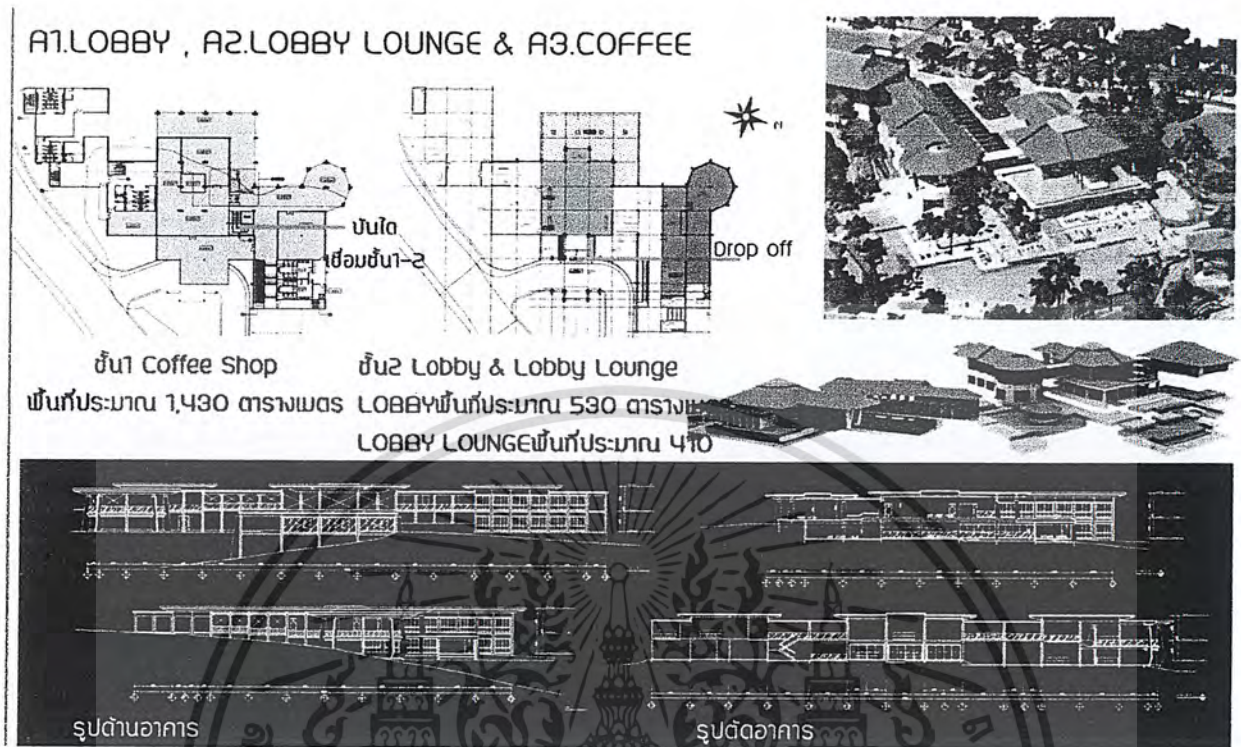 A1.LOBBY , A2.LOBBY LOUNGE & A3.COFFEE
บันได
เชื่อมชั้น1-2
Drop off
ชั้น1 Coffee Shop
พื้นที่ประมาณ 1,430 ตารางเมตร
ชั้น2 Lobby & Lobby Lounge
LOBBYพื้นที่ประมาณ 530 ตารางเมตร
LOBBY LOUNGEพื้นที่ประมาณ 410
รูปด้านอาคาร
รูปตัดอาคาร